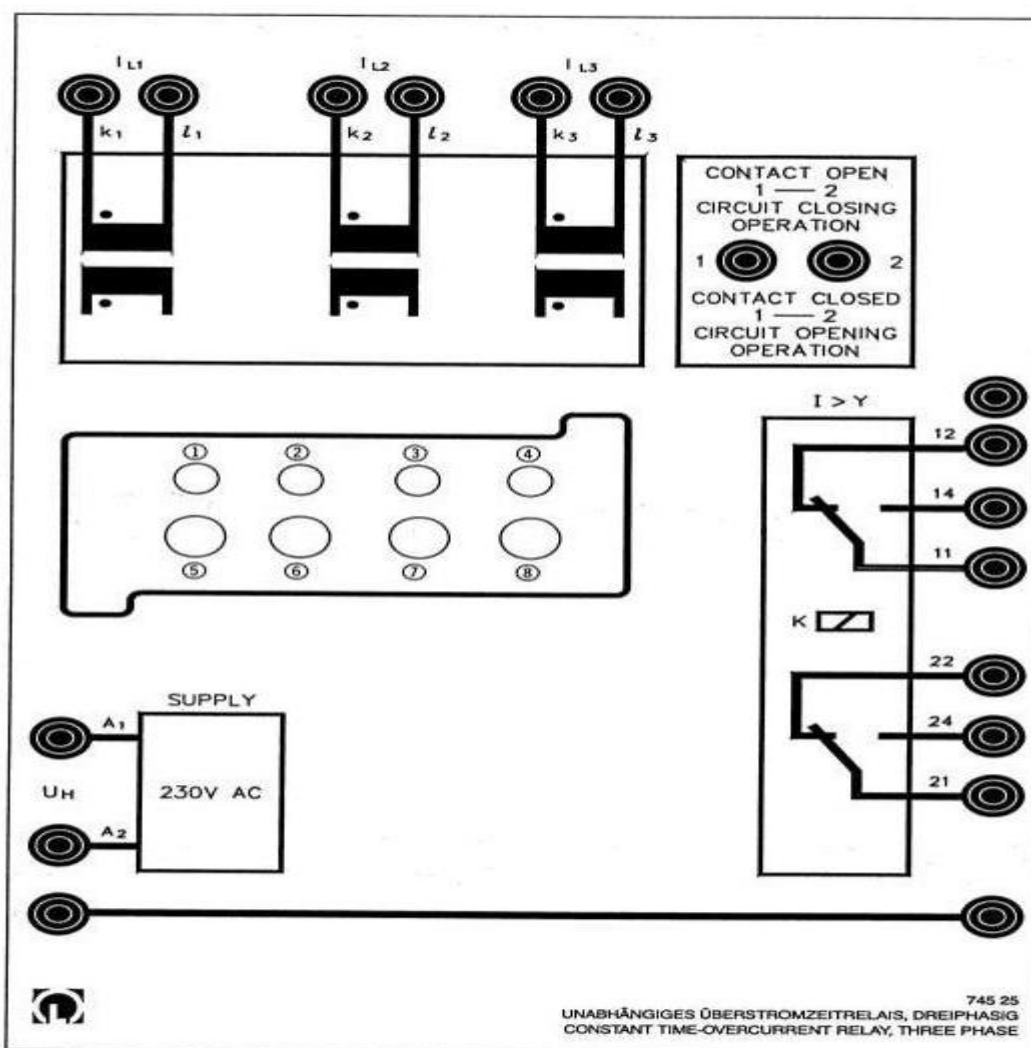 I L1 I L2 I L3
k1 l1 k2 l2 k3 l3
CONTACT OPEN
1 — 2
CIRCUIT CLOSING
OPERATION
1 2
CONTACT CLOSED
1 — 2
CIRCUIT OPENING
OPERATION
I > Y
① ② ③ ④
⑤ ⑥ ⑦ ⑧
12
14
11
K
22
24
21
SUPPLY
A1
UH
230V AC
A2
L
745 25
UNABHÄNGIGES ÜBERSTROMZEITRELAIS, DREIPHASIG
CONSTANT TIME-OVERCURRENT RELAY, THREE PHASE